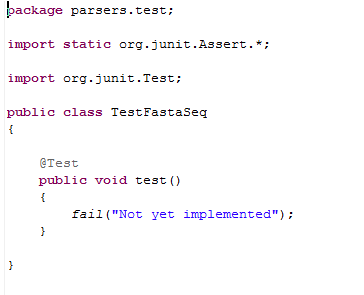 package parsers.test;
import static org.junit.Assert.*;
import org.junit.Test;
public class TestFastaSeq
{
@Test
public void test()
{
fail("Not yet implemented");
}
}